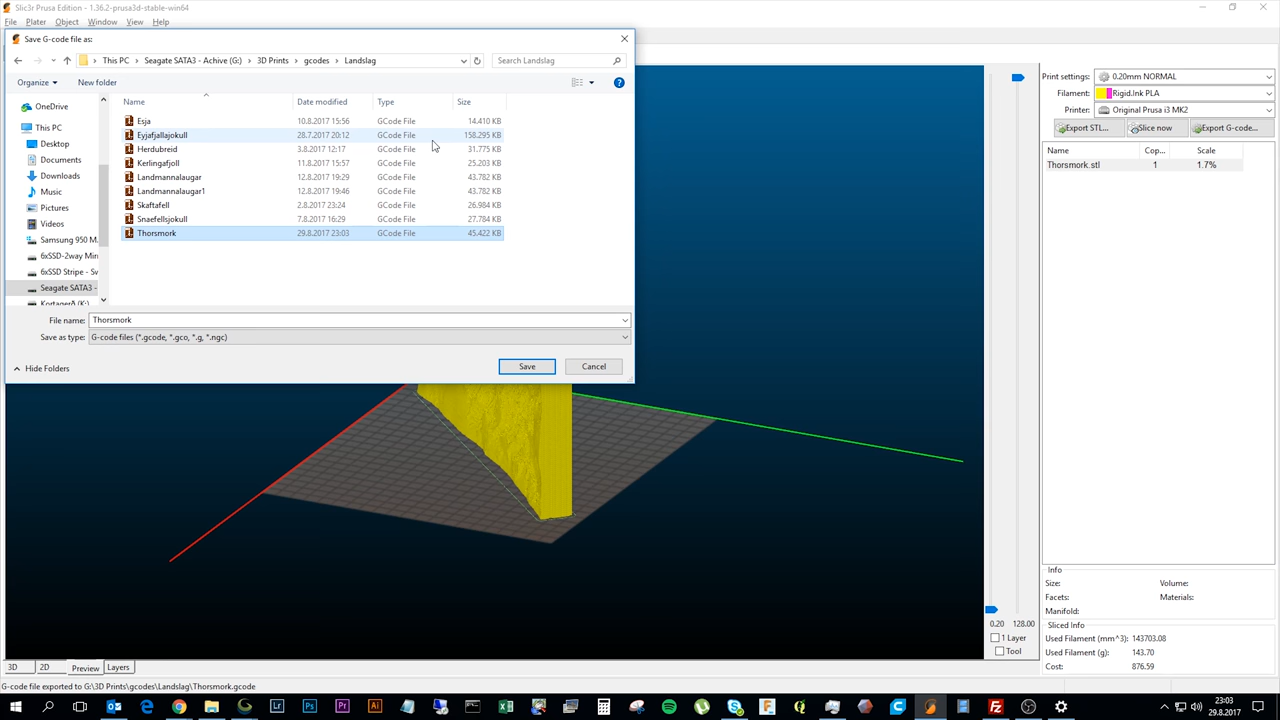 Slic3r Prusa Edition - 1.36.2-prusa3d-stable-win64
File Plater Object Window View Help
Save G-code file as:
This PC > Seagate SATA3 - Achive (G:) > 3D Prints > gcodes > Landslag
Search Landslag
Organize New folder
Name Date modified Type Size
Esja 10.8.2017 15:56 GCode File 14.410 KB
Eyjafjallajokull 28.7.2017 20:12 GCode File 158.295 KB
Herdubreid 3.8.2017 12:17 GCode File 31.775 KB
Kerlingafjoll 11.8.2017 15:57 GCode File 25.203 KB
Landmannalaugar 12.8.2017 19:29 GCode File 43.782 KB
Landmannalaugar1 12.8.2017 19:46 GCode File 43.782 KB
Skaftafell 2.8.2017 23:24 GCode File 26.984 KB
Snaefellsjokull 7.8.2017 16:29 GCode File 27.784 KB
Thorsmork 29.8.2017 23:03 GCode File 45.422 KB
OneDrive
This PC
Desktop
Documents
Downloads
Music
Pictures
Videos
Samsung 950 M.
6xSSD-2way Mirr
6xSSD Stripe - Sw
Seagate SATA3 -
Kortagerð (K:)
File name: Thorsmork
Save as type: G-code files (*.gcode, *.gco, *.g, *.ngc)
Hide Folders
Save Cancel
Print settings: 0.20mm NORMAL
Filament: Rigid.Ink PLA
Printer: Original Prusa i3 MK2
Export STL... Slice now Export G-code...
Name Cop... Scale
Thorsmork.stl 1 1.7%
0.20 128.00
1 Layer
Tool
Info
Size: Volume:
Facets: Materials:
Manifold:
Sliced Info
Used Filament (mm^3): 143703.08
Used Filament (g): 143.70
Cost: 876.59
3D 2D Preview Layers
G-code file exported to G:\3D Prints\gcodes\Landslag\Thorsmork.gcode
23:03
29.8.2017